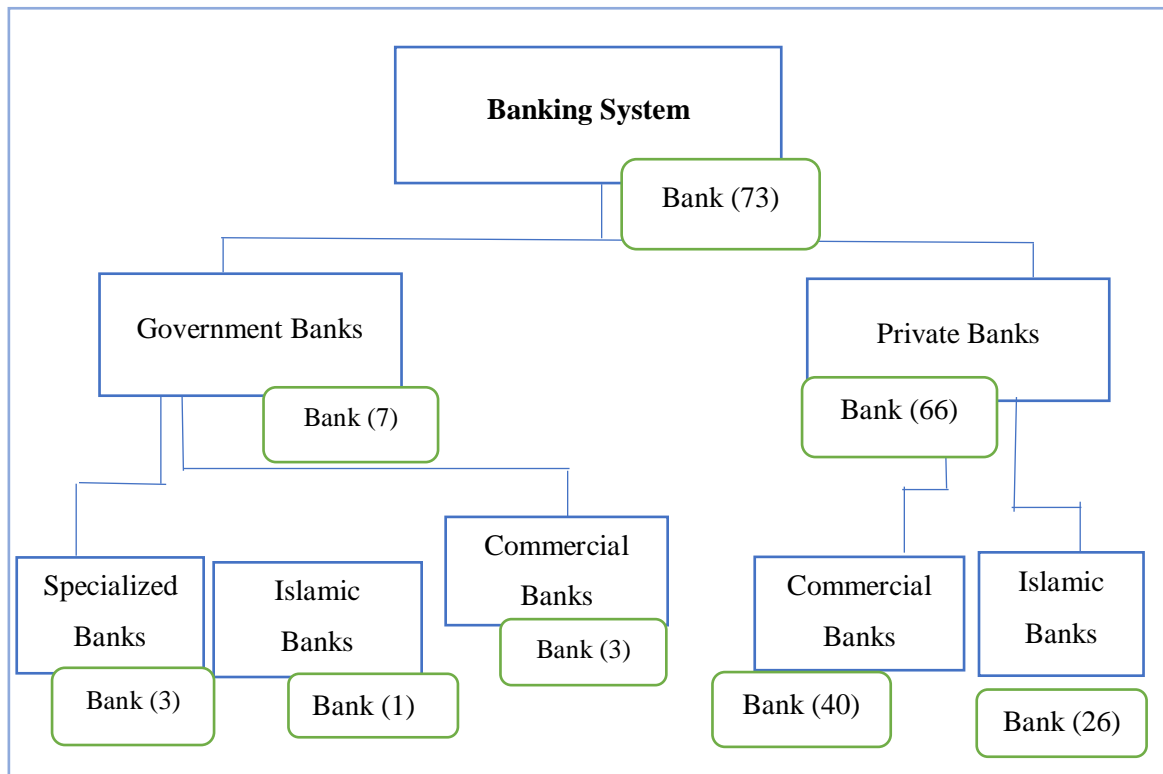 Banking System
Bank (73)
Government Banks
Bank (7)
Private Banks
Bank (66)
Specialized
Banks
Bank (3)
Islamic
Banks
Bank (1)
Commercial
Banks
Bank (3)
Commercial
Banks
Bank (40)
Islamic
Banks
Bank (26)